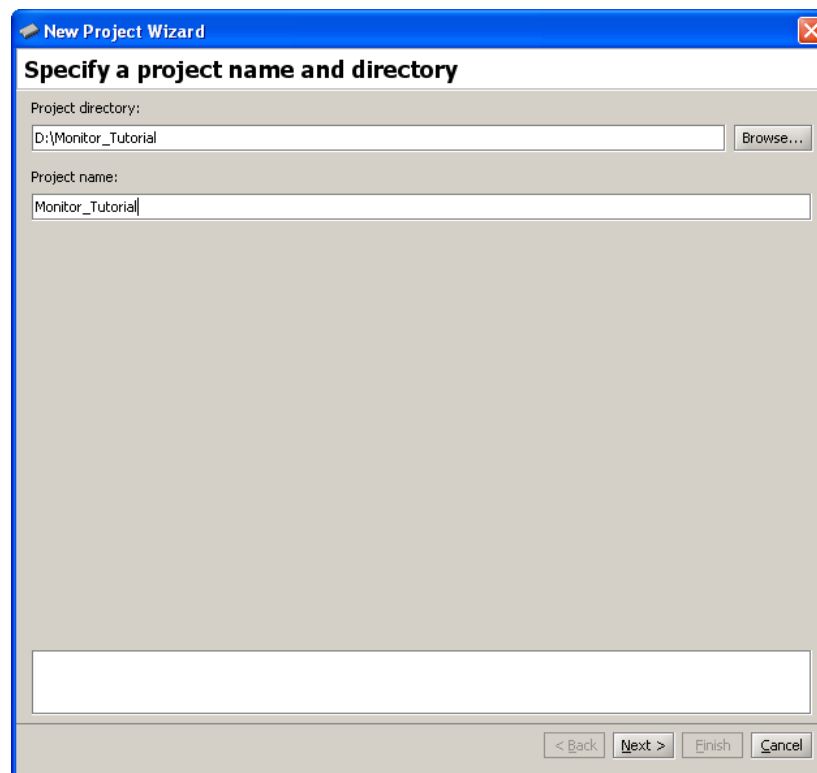 New Project Wizard
Specify a project name and directory
Project directory:
D:\Monitor_Tutorial
Browse...
Project name:
Monitor_Tutorial
< Back Next > Finish Cancel